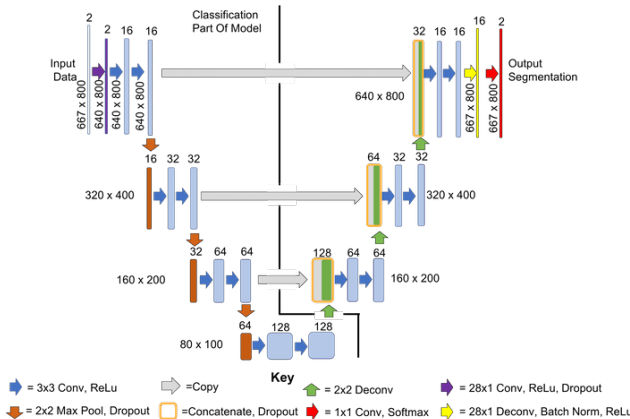 Classification
Part Of Model
Input
Data
Output
Segmentation
2 2 16 16
667 x 800 640 x 800 640 x 800 640 x 800
32 16 16 16 2
640 x 800 667 x 800 667 x 800
16 32 32
320 x 400
64 32 32
320 x 400
32 64 64
160 x 200
128 64 64
160 x 200
64 128 128
80 x 100
Key
= 3x3 Conv, ReLu
=Copy
= 2x2 Deconv
= 28x1 Conv, ReLu, Dropout
= 2x2 Max Pool, Dropout
=Concatenate, Dropout
= 1x1 Conv, Softmax
= 28x1 Deconv, Batch Norm, ReLu